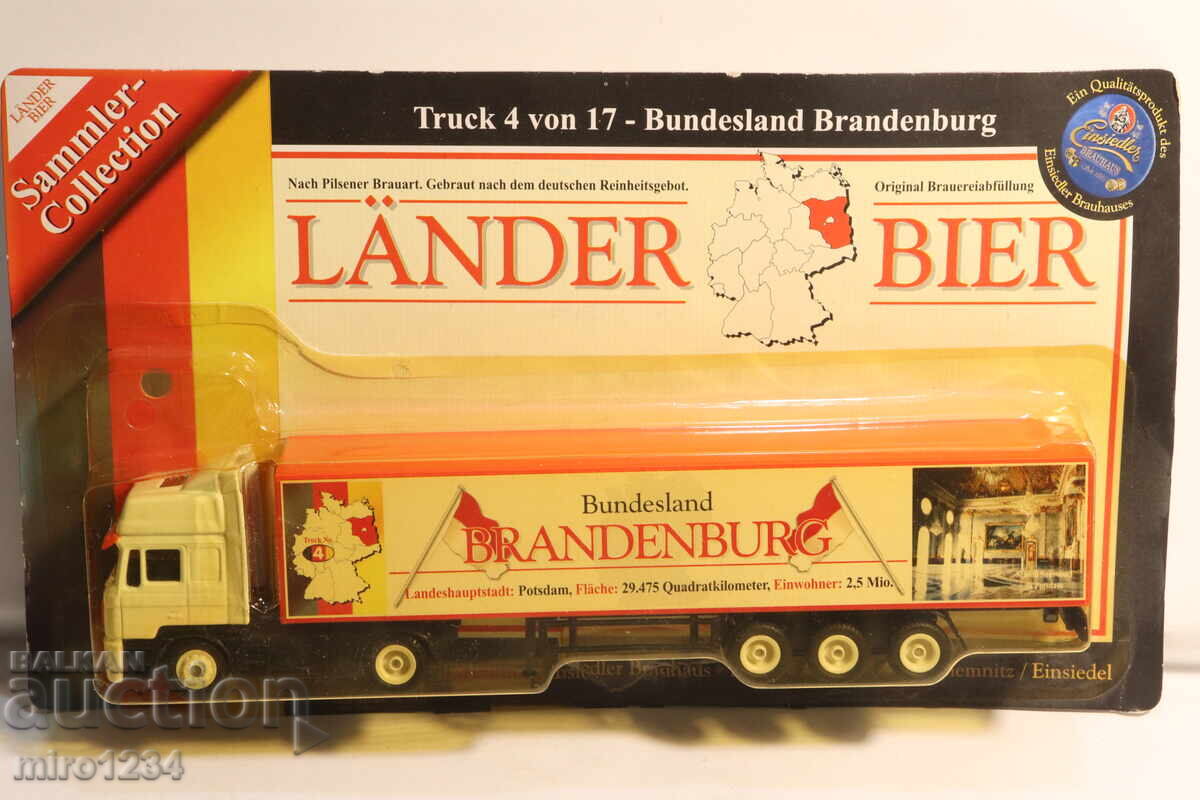 LÄNDER
BIER
Sammler-
Collection
Truck 4 von 17 - Bundesland Brandenburg
Ein Qualitätsprodukt des
Einsiedler
BRAUHAUS
Einsiedler Brauhauses
Nach Pilsener Brauart. Gebraut nach dem deutschen Reinheitsgebot.
Original Brauereiabfüllung
LÄNDER BIER
Truck No.
4
Bundesland
BRANDENBURG
Landeshauptstadt: Potsdam, Fläche: 29.475 Quadratkilometer, Einwohner: 2,5 Mio.
Einsiedler Brauhaus
Chemnitz / Einsiedel
BALKAN
auction
miro1234